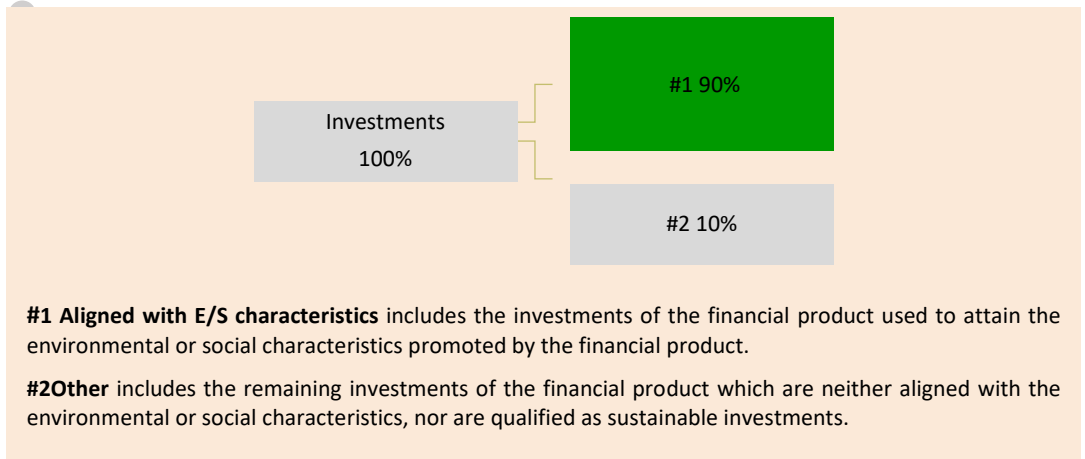 #1 90%
Investments
100%
#2 10%
#1 Aligned with E/S characteristics includes the investments of the financial product used to attain the
environmental or social characteristics promoted by the financial product.
#2Other includes the remaining investments of the financial product which are neither aligned with the
environmental or social characteristics, nor are qualified as sustainable investments.